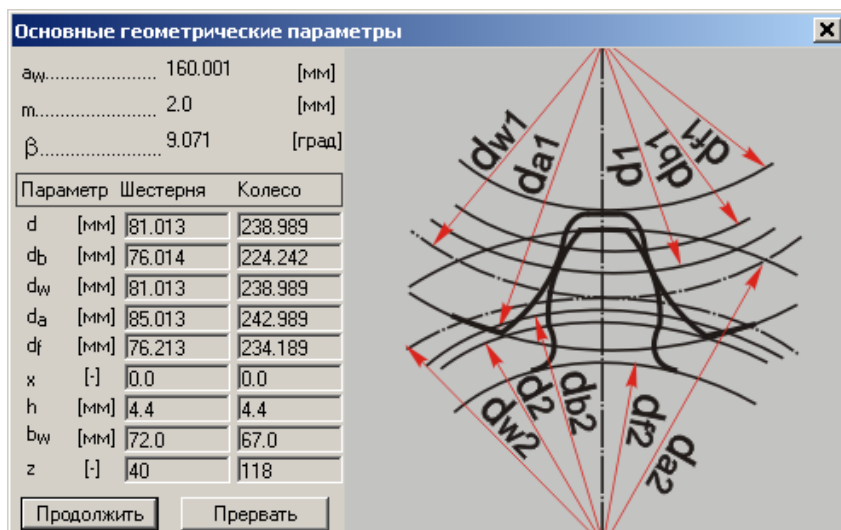 Основные геометрические параметры
aw...................... 160.001 [мм]
m........................ 2.0 [мм]
β........................ 9.071 [град]
Параметр Шестерня Колесо
d [мм] 81.013 238.989
db [мм] 76.014 224.242
dw [мм] 81.013 238.989
da [мм] 85.013 242.989
df [мм] 76.213 234.189
x [-] 0.0 0.0
h [мм] 4.4 4.4
bw [мм] 72.0 67.0
z [-] 40 118
Продолжить Прервать
dw1
da1
d1
db1
df1
dw2
d2
db2
df2
da2